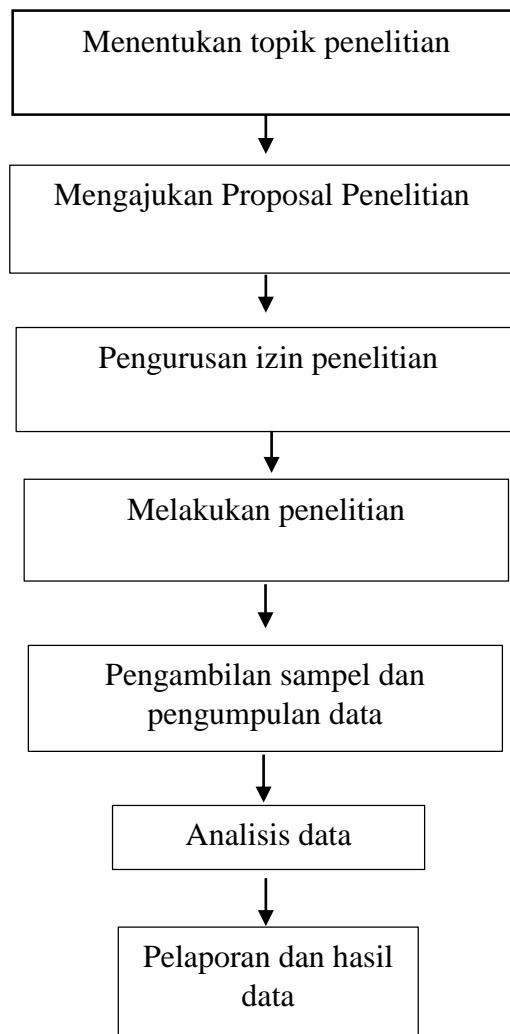 Menentukan topik penelitian
Mengajukan Proposal Penelitian
Pengurusan izin penelitian
Melakukan penelitian
Pengambilan sampel dan
pengumpulan data
Analisis data
Pelaporan dan hasil
data